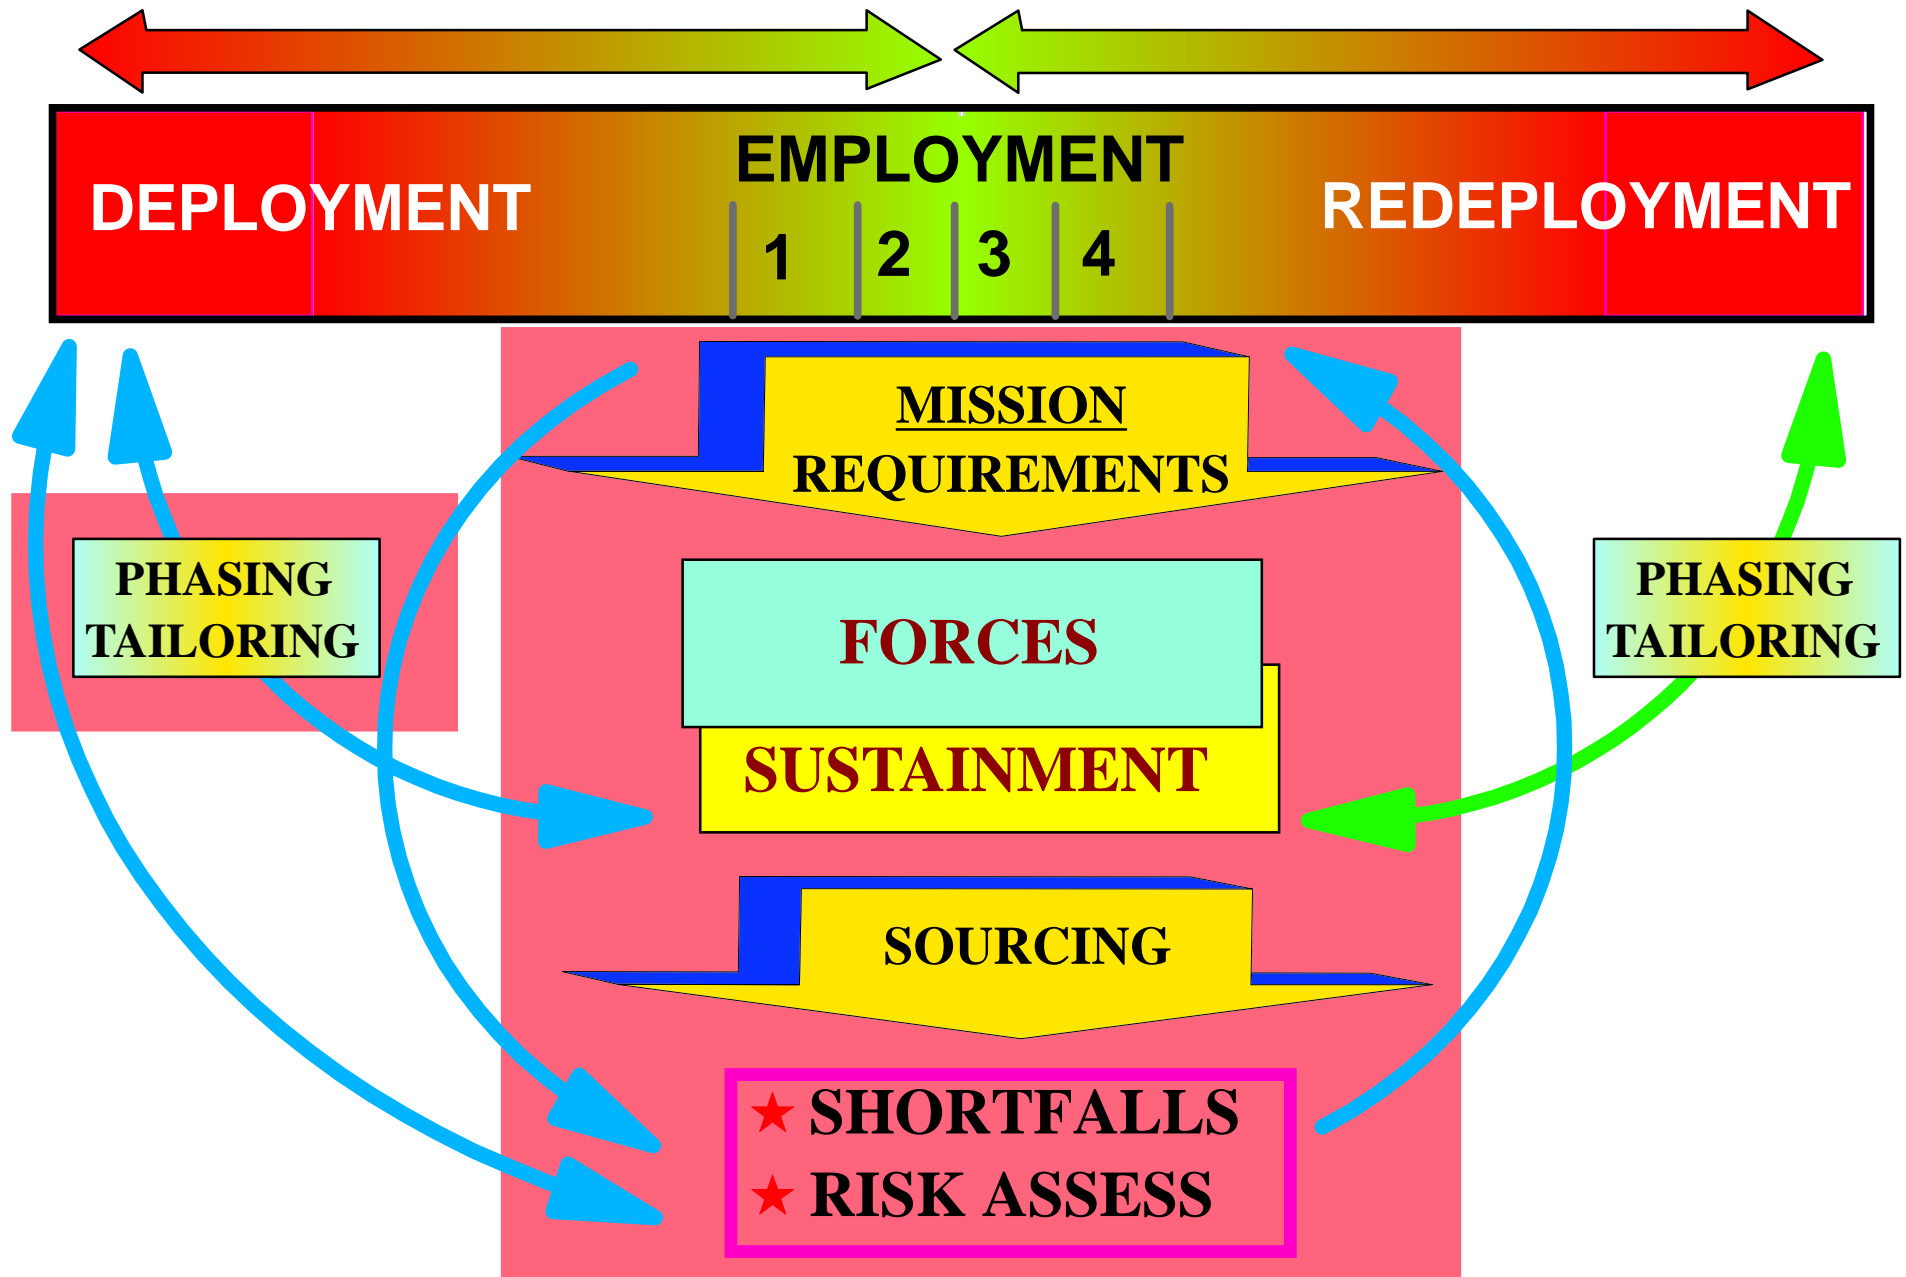 EMPLOYMENT
DEPLOYMENT
REDEPLOYMENT
1 2 3 4
MISSION
REQUIREMENTS
PHASING
TAILORING
FORCES
SUSTAINMENT
PHASING
TAILORING
SOURCING
SHORTFALLS
RISK ASSESS